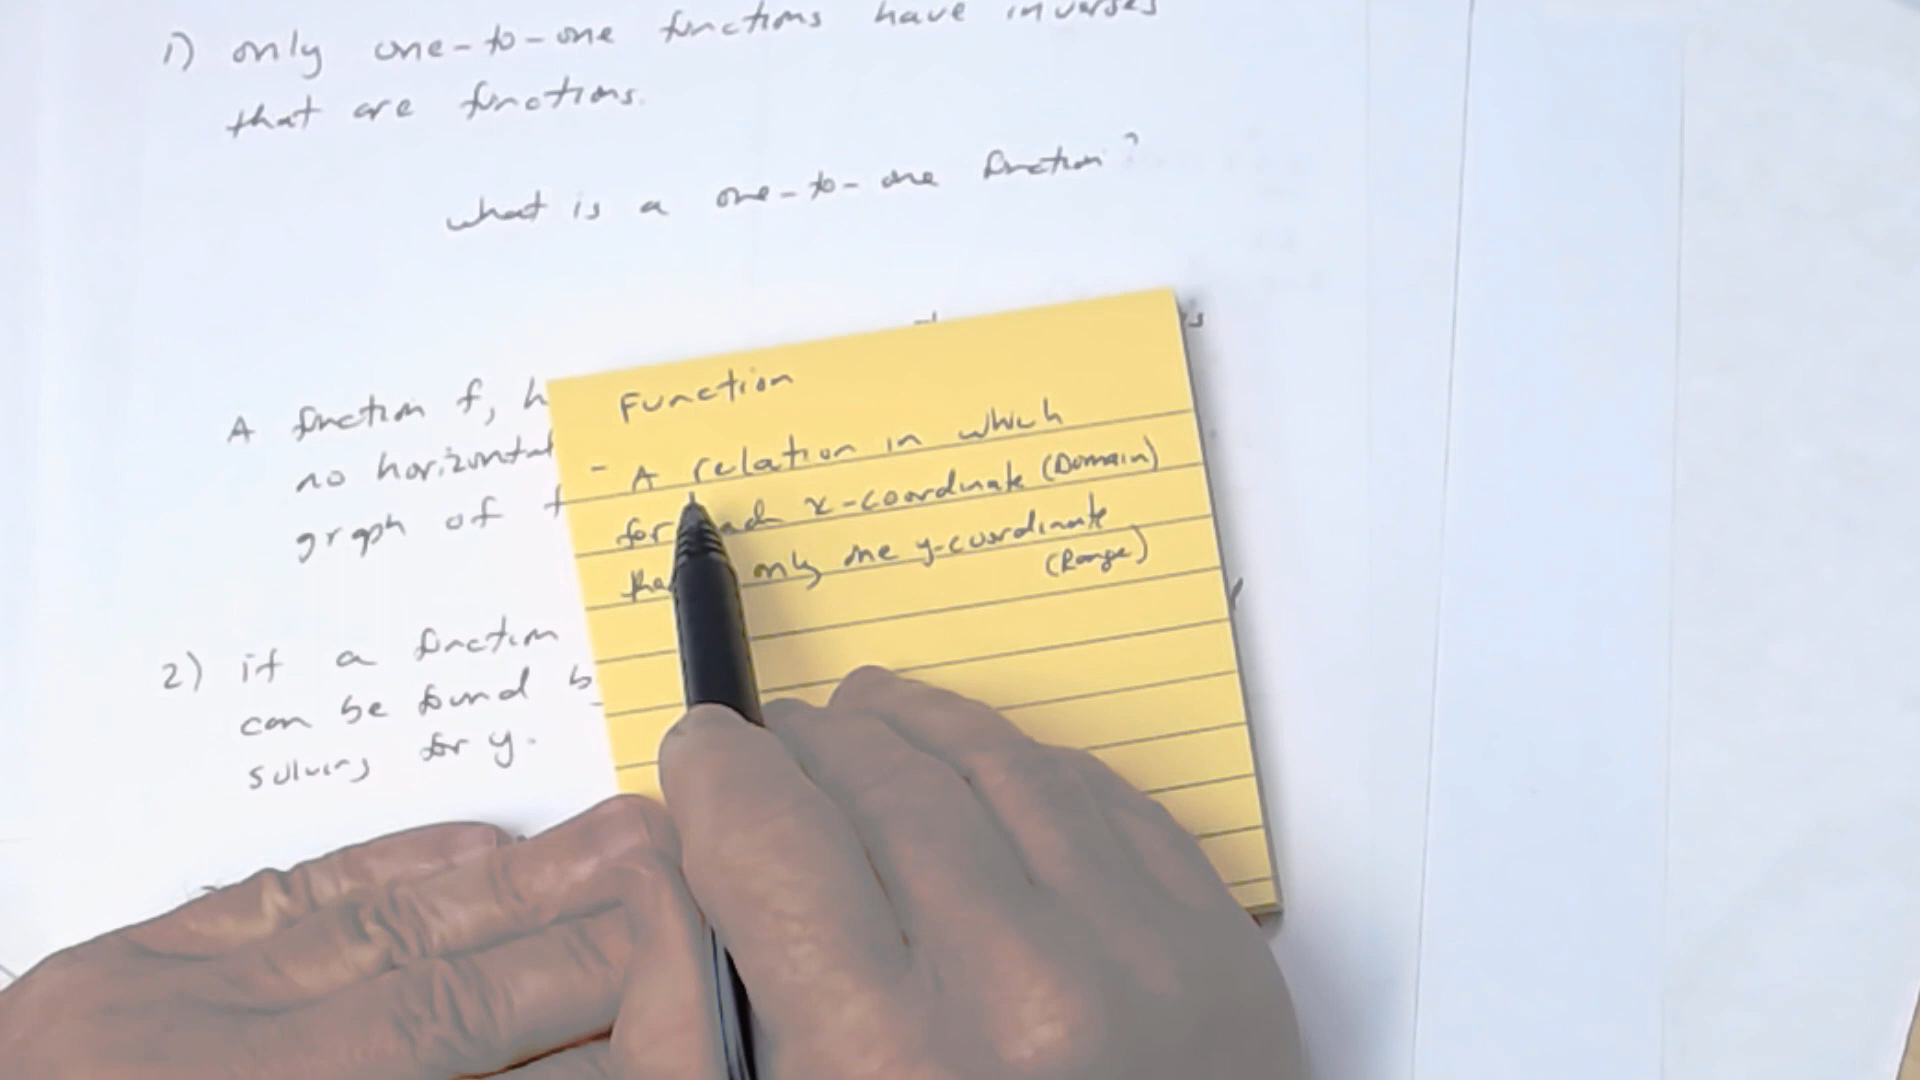 1) only one-to-one functions have inverses
that are functions.
what is a one-to-one function?
A function f, h
no horizontal
graph of f
2) if a function
can be found b
solving for y.
Function
- A relation in which
for each x-coordinate (Domain)
only one y-coordinate
(Range)